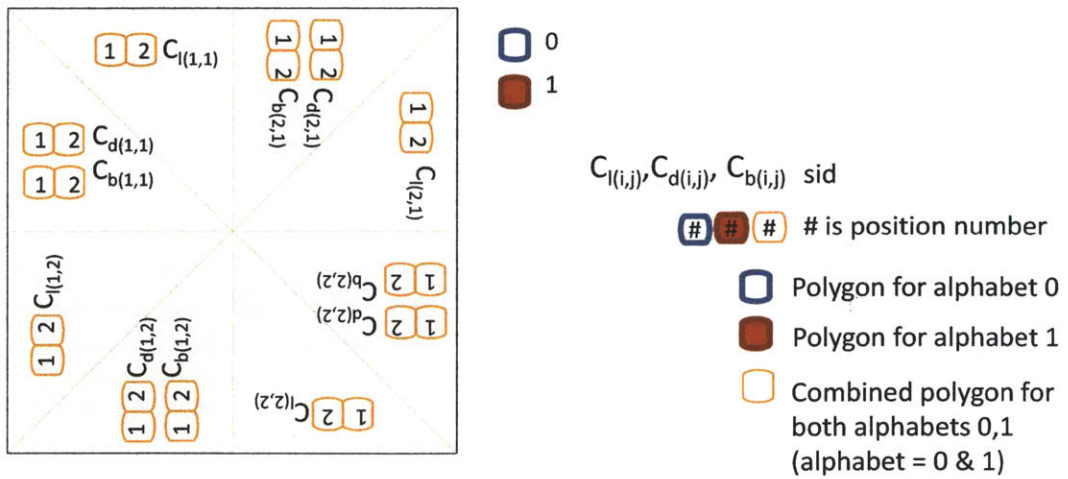 1 2 C_l(1,1)
1 2 C_b(2,1)
1 2 C_d(2,1)
1 2 C_l(2,1)
1 2 C_d(1,1)
1 2 C_b(1,1)
1 2 C_l(1,2)
1 2 C_d(1,2)
1 2 C_b(1,2)
1 2 C_b(2,2)
1 2 C_d(2,2)
1 2 C_l(2,2)
0
1
C_l(i,j),C_d(i,j), C_b(i,j) sid
# # # # is position number
Polygon for alphabet 0
Polygon for alphabet 1
Combined polygon for
both alphabets 0,1
(alphabet = 0 & 1)